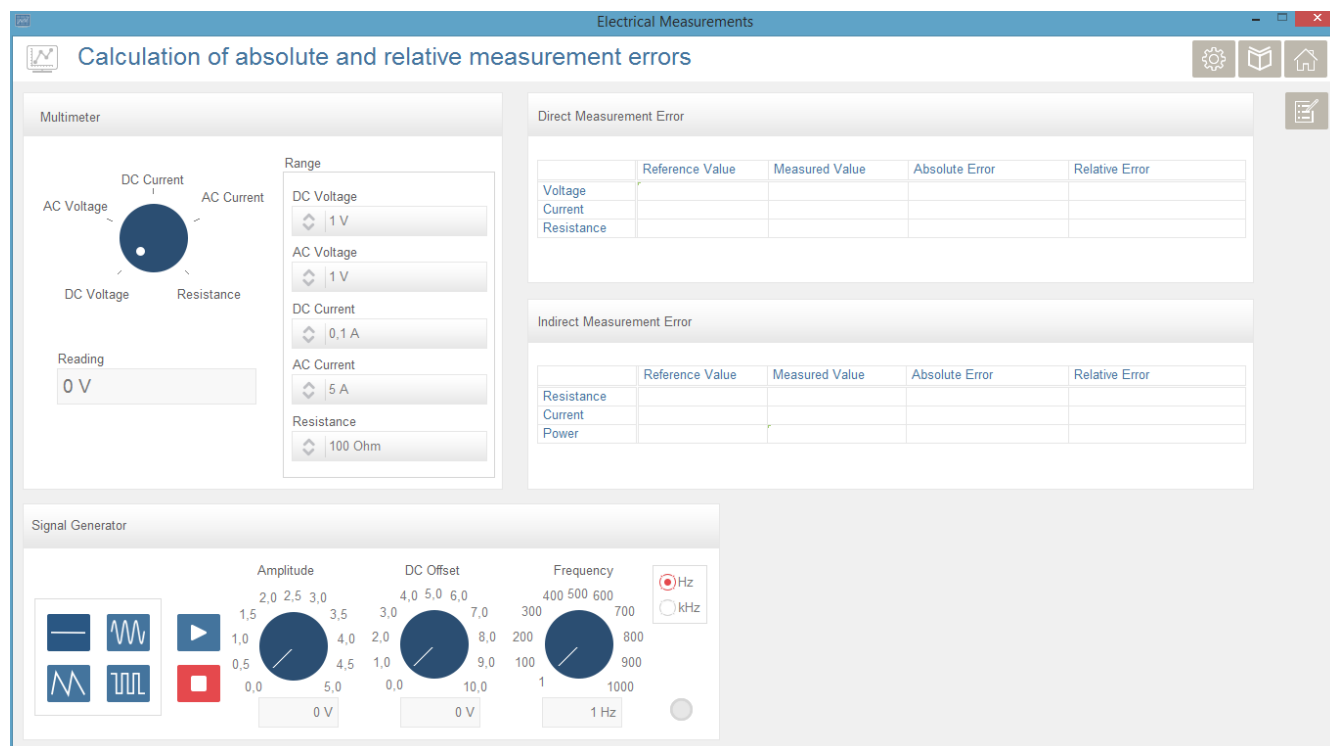 Electrical Measurements
Calculation of absolute and relative measurement errors
Multimeter
DC Current
AC Voltage
AC Current
DC Voltage
Resistance
Reading
0 V
Range
DC Voltage
1 V
AC Voltage
1 V
DC Current
0,1 A
AC Current
5 A
Resistance
100 Ohm
Direct Measurement Error
Reference Value Measured Value Absolute Error Relative Error
Voltage
Current
Resistance
Indirect Measurement Error
Reference Value Measured Value Absolute Error Relative Error
Resistance
Current
Power
Signal Generator
Amplitude
0,0 0,5 1,0 1,5 2,0 2,5 3,0 3,5 4,0 4,5 5,0
0 V
DC Offset
0,0 1,0 2,0 3,0 4,0 5,0 6,0 7,0 8,0 9,0 10,0
0 V
Frequency
1 100 200 300 400 500 600 700 800 900 1000
1 Hz
Hz
kHz